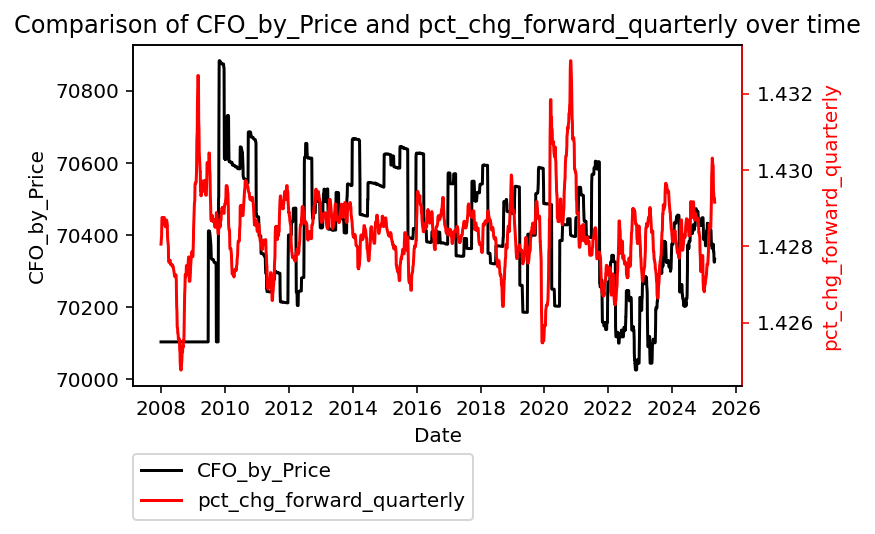 Comparison of CFO_by_Price and pct_chg_forward_quarterly over time
CFO_by_Price
70800
70600
70400
70200
70000
1.432
1.430
1.428
1.426
pct_chg_forward_quarterly
2008 2010 2012 2014 2016 2018 2020 2022 2024 2026
Date
CFO_by_Price
pct_chg_forward_quarterly